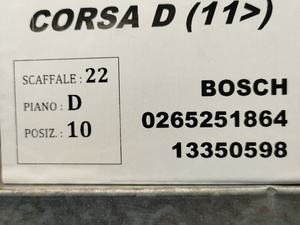 CORSA D (11>)
SCAFFALE : 22
PIANO : D
POSIZ. : 10
BOSCH
0265251864
13350598